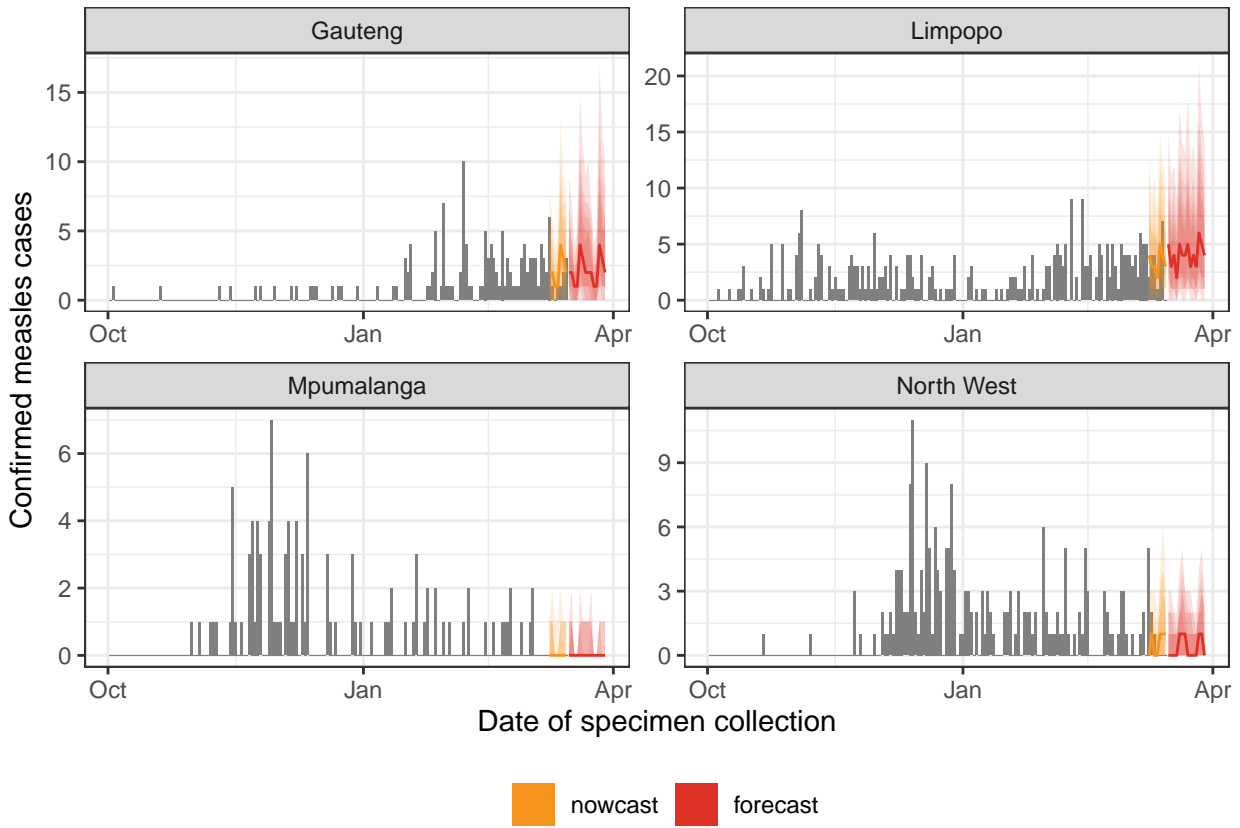 Gauteng
Limpopo
15
10
5
0
20
15
10
5
0
Oct
Jan
Apr
Oct
Jan
Apr
Mpumalanga
North West
6
4
2
0
9
6
3
0
Oct
Jan
Apr
Oct
Jan
Apr
Confirmed measles cases
Date of specimen collection
nowcast
forecast